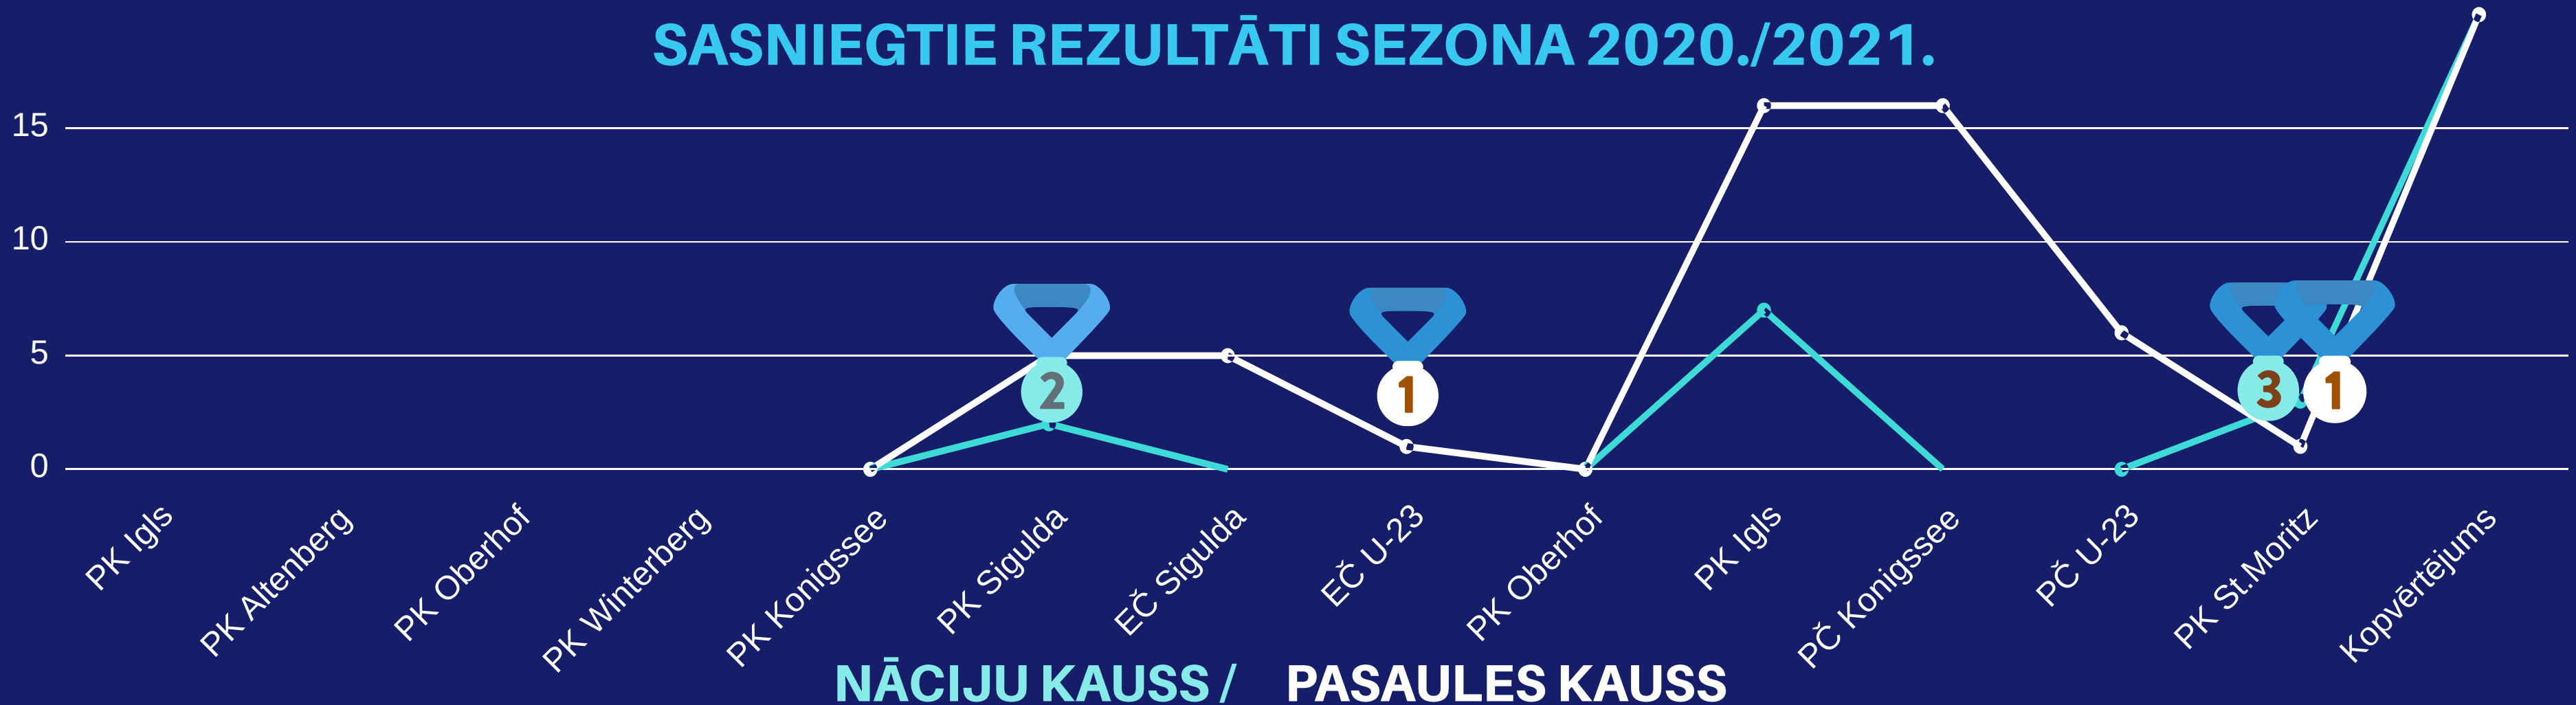 SASNIEGTIE REZULTĀTI SEZONA 2020./2021.
15
10
5
0
2
1
3
1
PK Igls
PK Altenberg
PK Oberhof
PK Winterberg
PK Konigssee
PK Sigulda
EČ Sigulda
EČ U-23
PK Oberhof
PK Igls
PČ Konigssee
PČ U-23
PK St.Moritz
Kopvērtējums
NĀCIJU KAUSS / PASAULES KAUSS